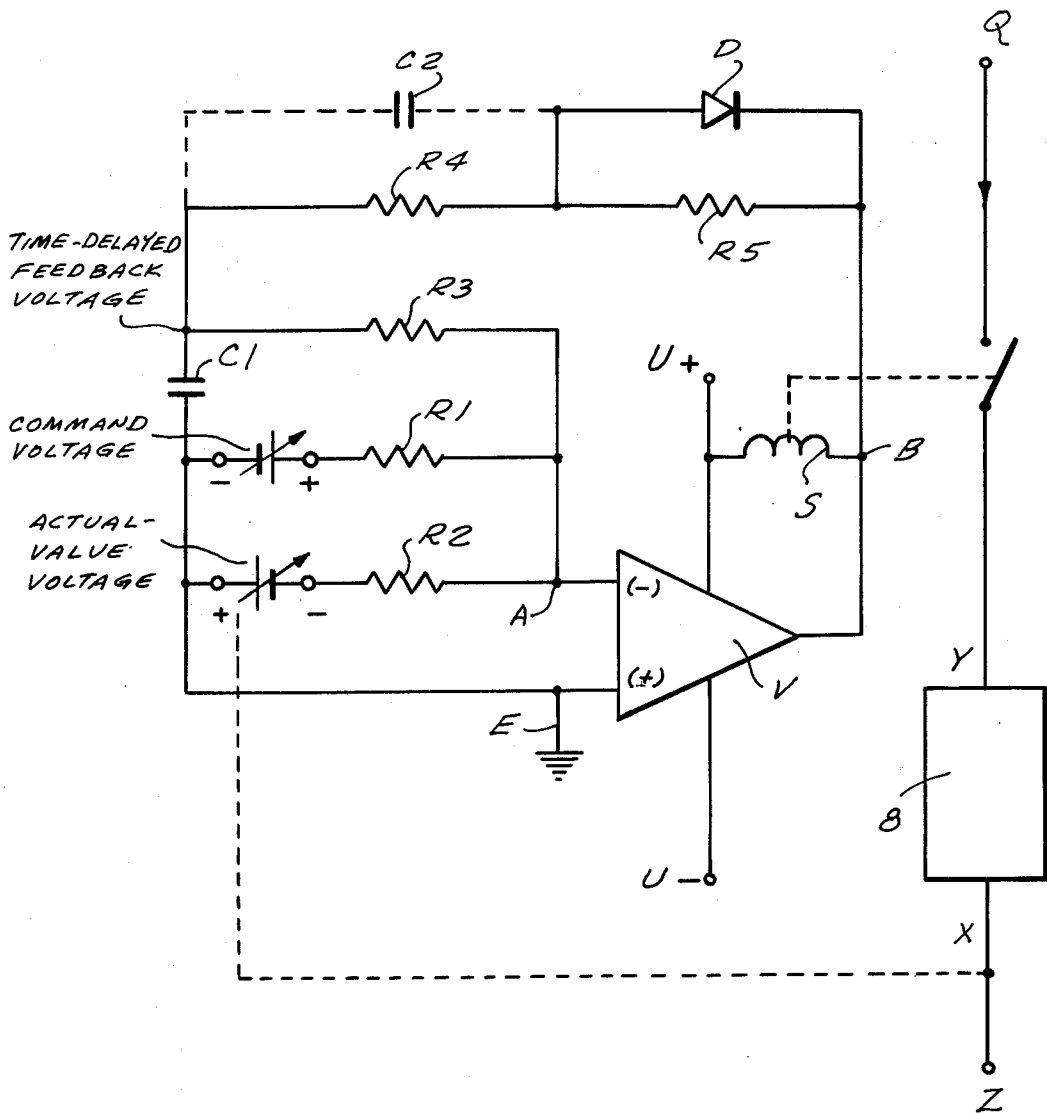 Q
C2
D
R4
R5
TIME-DELAYED
FEEDBACK
VOLTAGE
R3
C1
U+
COMMAND
VOLTAGE
R1
- +
B
S
ACTUAL-
VALUE
VOLTAGE
R2
+ -
A
(-)
(+)
V
Y
E
8
U-
X
Z